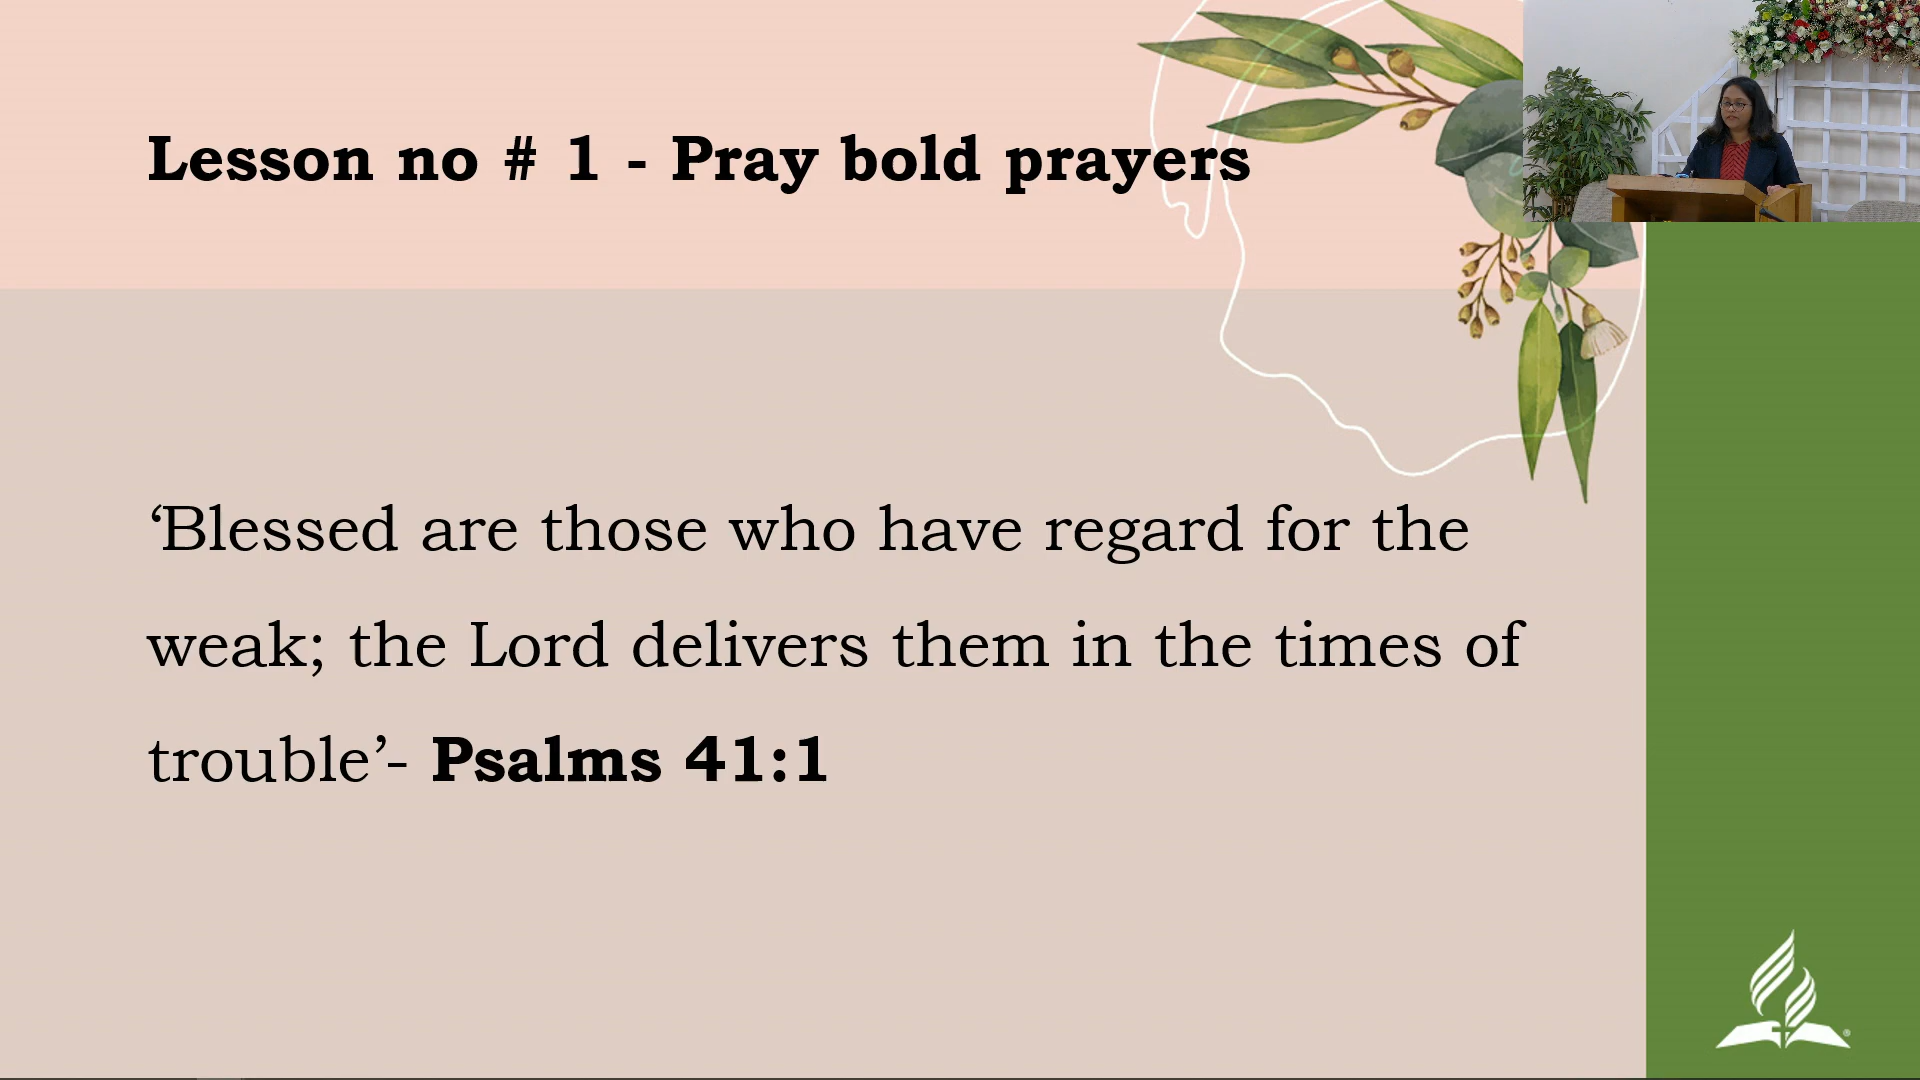 Lesson no # 1 - Pray bold prayers
‘Blessed are those who have regard for the
weak; the Lord delivers them in the times of
trouble’- Psalms 41:1
®